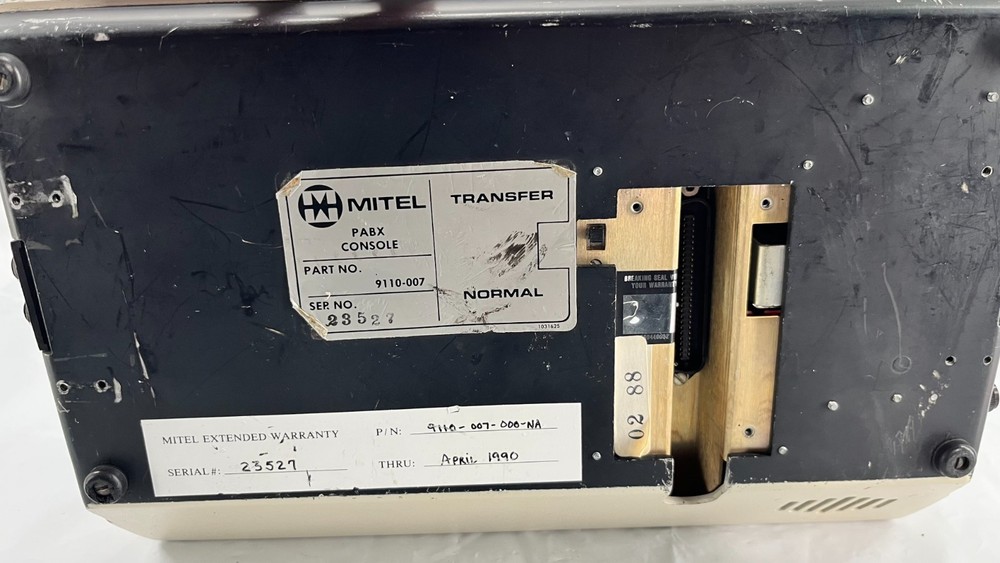 MITEL
PABX
CONSOLE
PART NO.
9110-007
SER. NO.
23527
TRANSFER
NORMAL
1031625
BREAKING SEAL
YOUR
02 88
MITEL EXTENDED WARRANTY
P/N: 9110-007-000-NA
SERIAL#: 23527
THRU: APRIL 1990